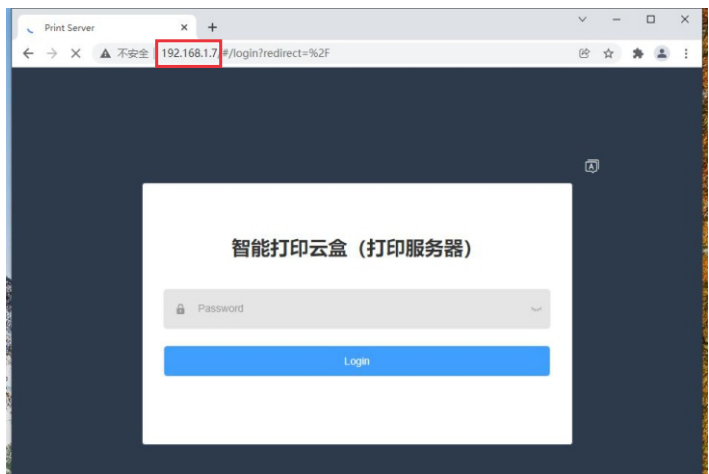 Print Server
不安全 192.168.1.7/#/login?redirect=%2F
A
智能打印云盒（打印服务器）
Password
Login